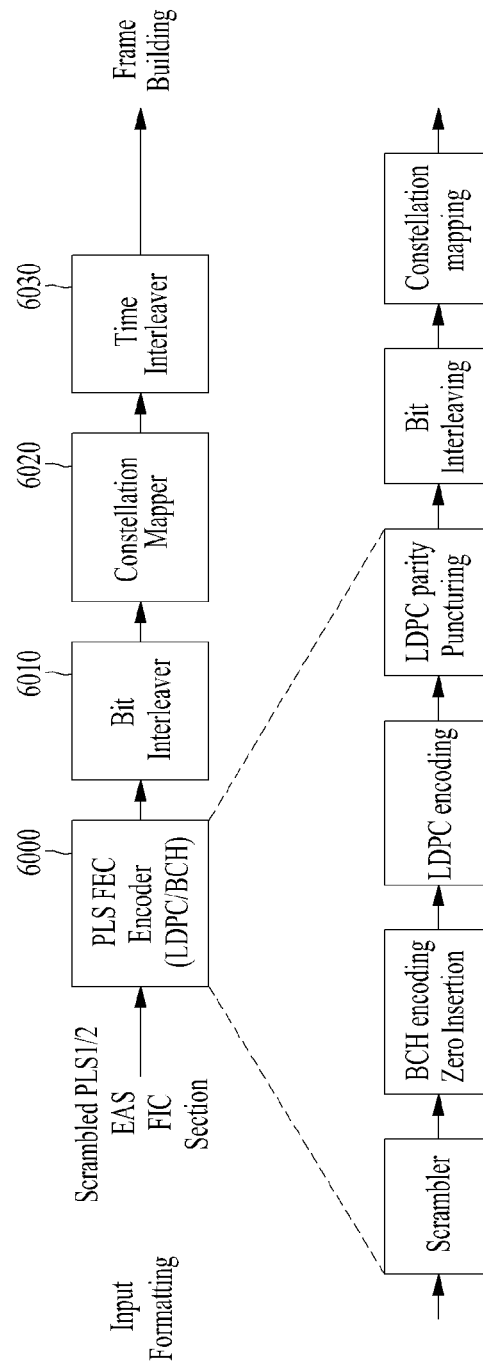 Input
Formatting
Scrambled PLS1/2
EAS
FIC
Section
6000
PLS FEC
Encoder
(LDPC/BCH)
6010
Bit
Interleaver
6020
Constellation
Mapper
6030
Time
Interleaver
Frame
Building
Scrambler
BCH encoding
Zero Insertion
LDPC encoding
LDPC parity
Puncturing
Bit
Interleaving
Constellation
mapping